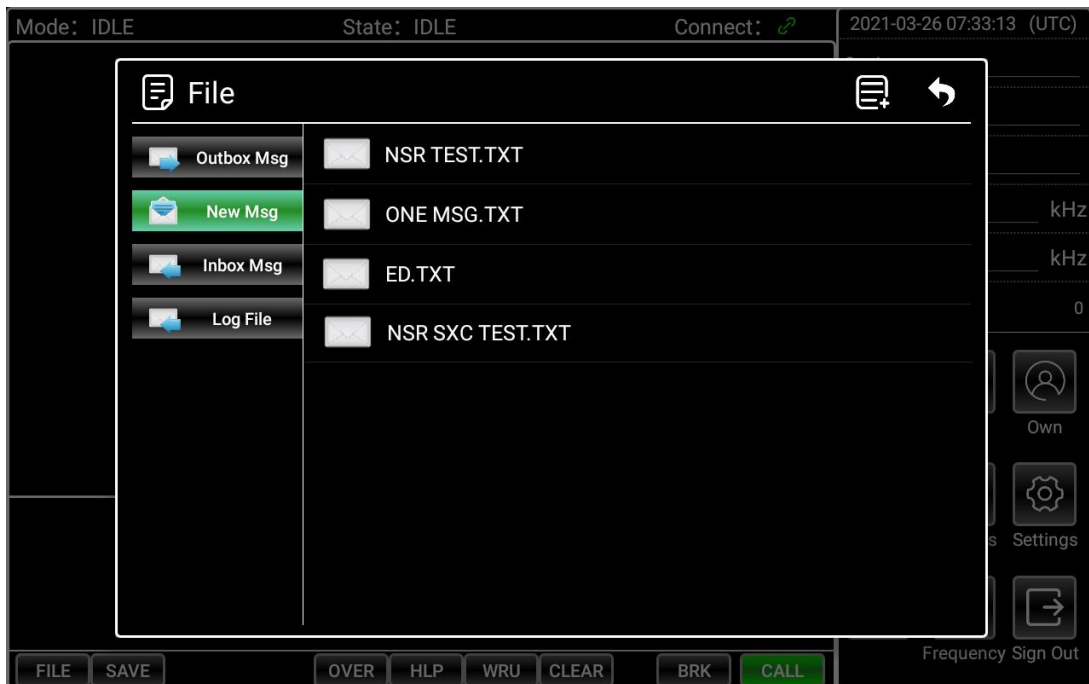 Mode: IDLE State: IDLE Connect: 2021-03-26 07:33:13 (UTC)
File
Outbox Msg
New Msg
Inbox Msg
Log File
NSR TEST.TXT
ONE MSG.TXT
ED.TXT
NSR SXC TEST.TXT
kHz
kHz
0
Own
Settings
Frequency Sign Out
FILE SAVE OVER HLP WRU CLEAR BRK CALL